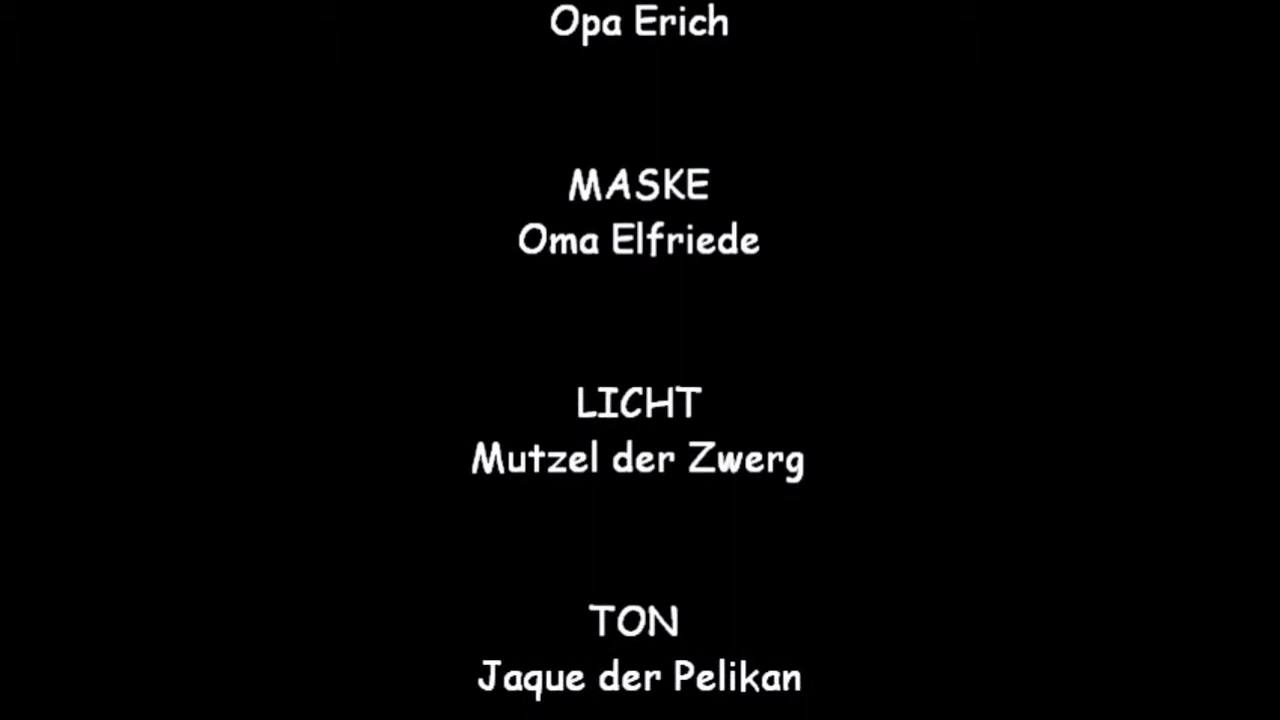 Opa Erich
MASKE
Oma Elfriede
LICHT
Mutzel der Zwerg
TON
Jaque der Pelikan